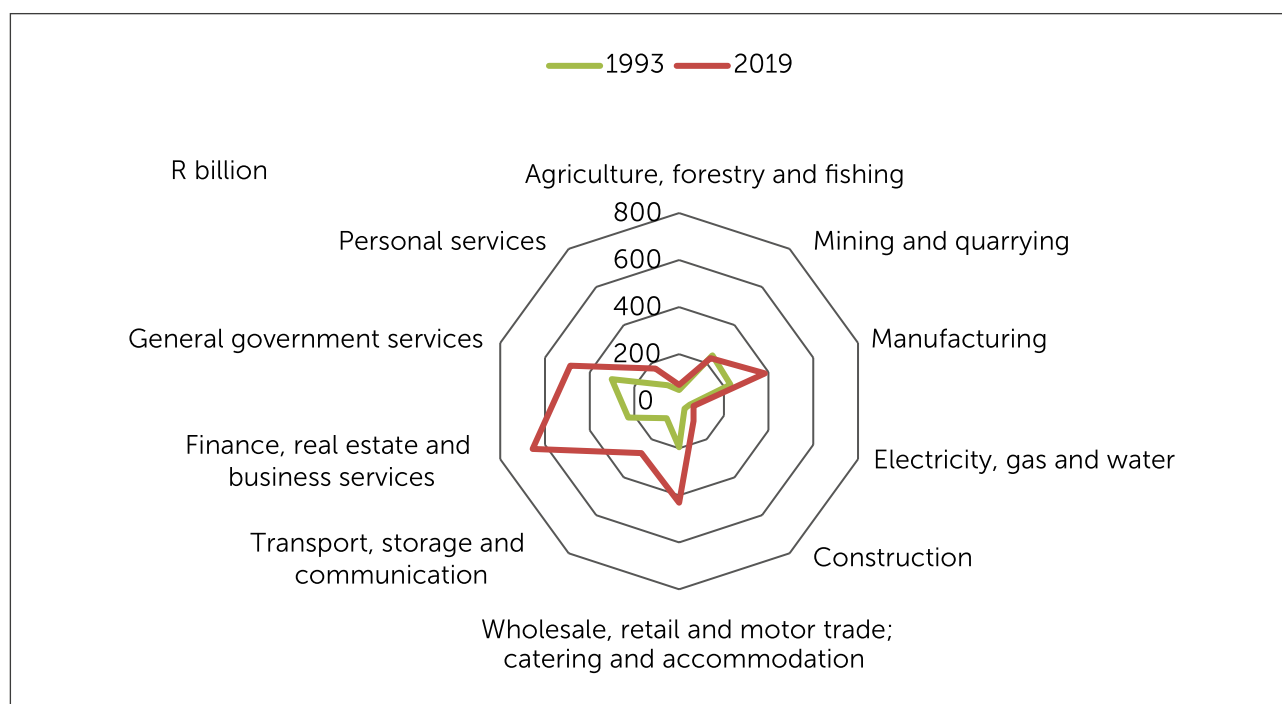 1993 2019
R billion
Agriculture, forestry and fishing
800
Personal services
Mining and quarrying
600
400
General government services
Manufacturing
200
0
Finance, real estate and
business services
Electricity, gas and water
Transport, storage and
communication
Construction
Wholesale, retail and motor trade;
catering and accommodation